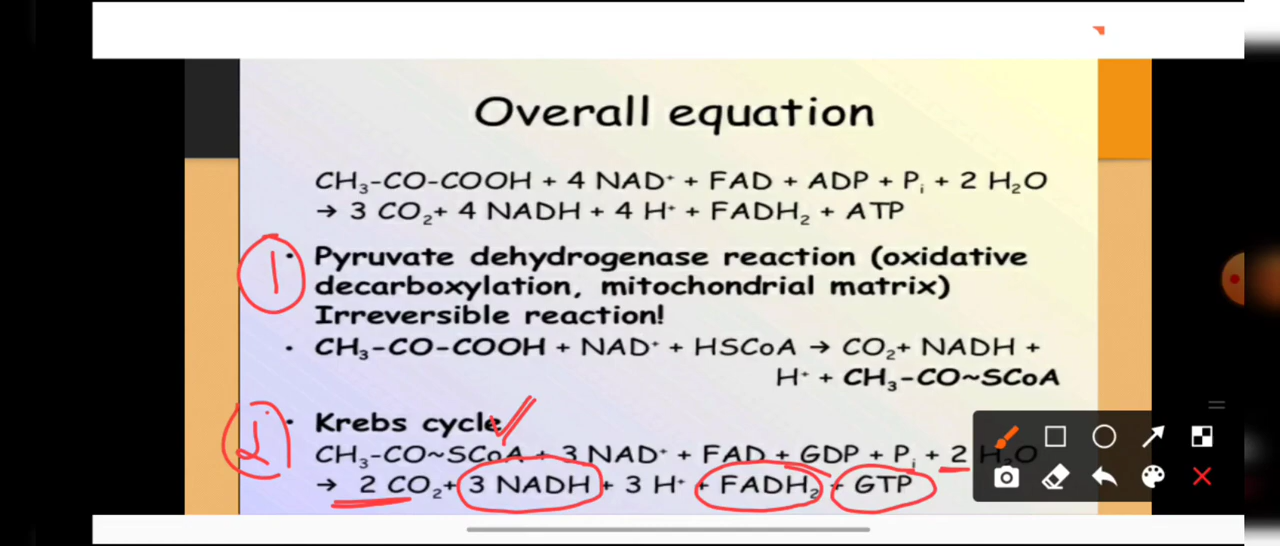 Overall equation
CH₃-CO-COOH + 4 NAD⁺ + FAD + ADP + Pᵢ + 2 H₂O
→ 3 CO₂+ 4 NADH + 4 H⁺ + FADH₂ + ATP
1 • Pyruvate dehydrogenase reaction (oxidative
decarboxylation, mitochondrial matrix)
Irreversible reaction!
• CH₃-CO-COOH + NAD⁺ + HSCoA → CO₂+ NADH +
H⁺ + CH₃-CO~SCoA
• Krebs cycle
CH₃-CO~SCoA + 3 NAD⁺ + FAD + GDP + Pᵢ + 2 H₂O
→ 2 CO₂+ 3 NADH + 3 H⁺ + FADH₂ + GTP